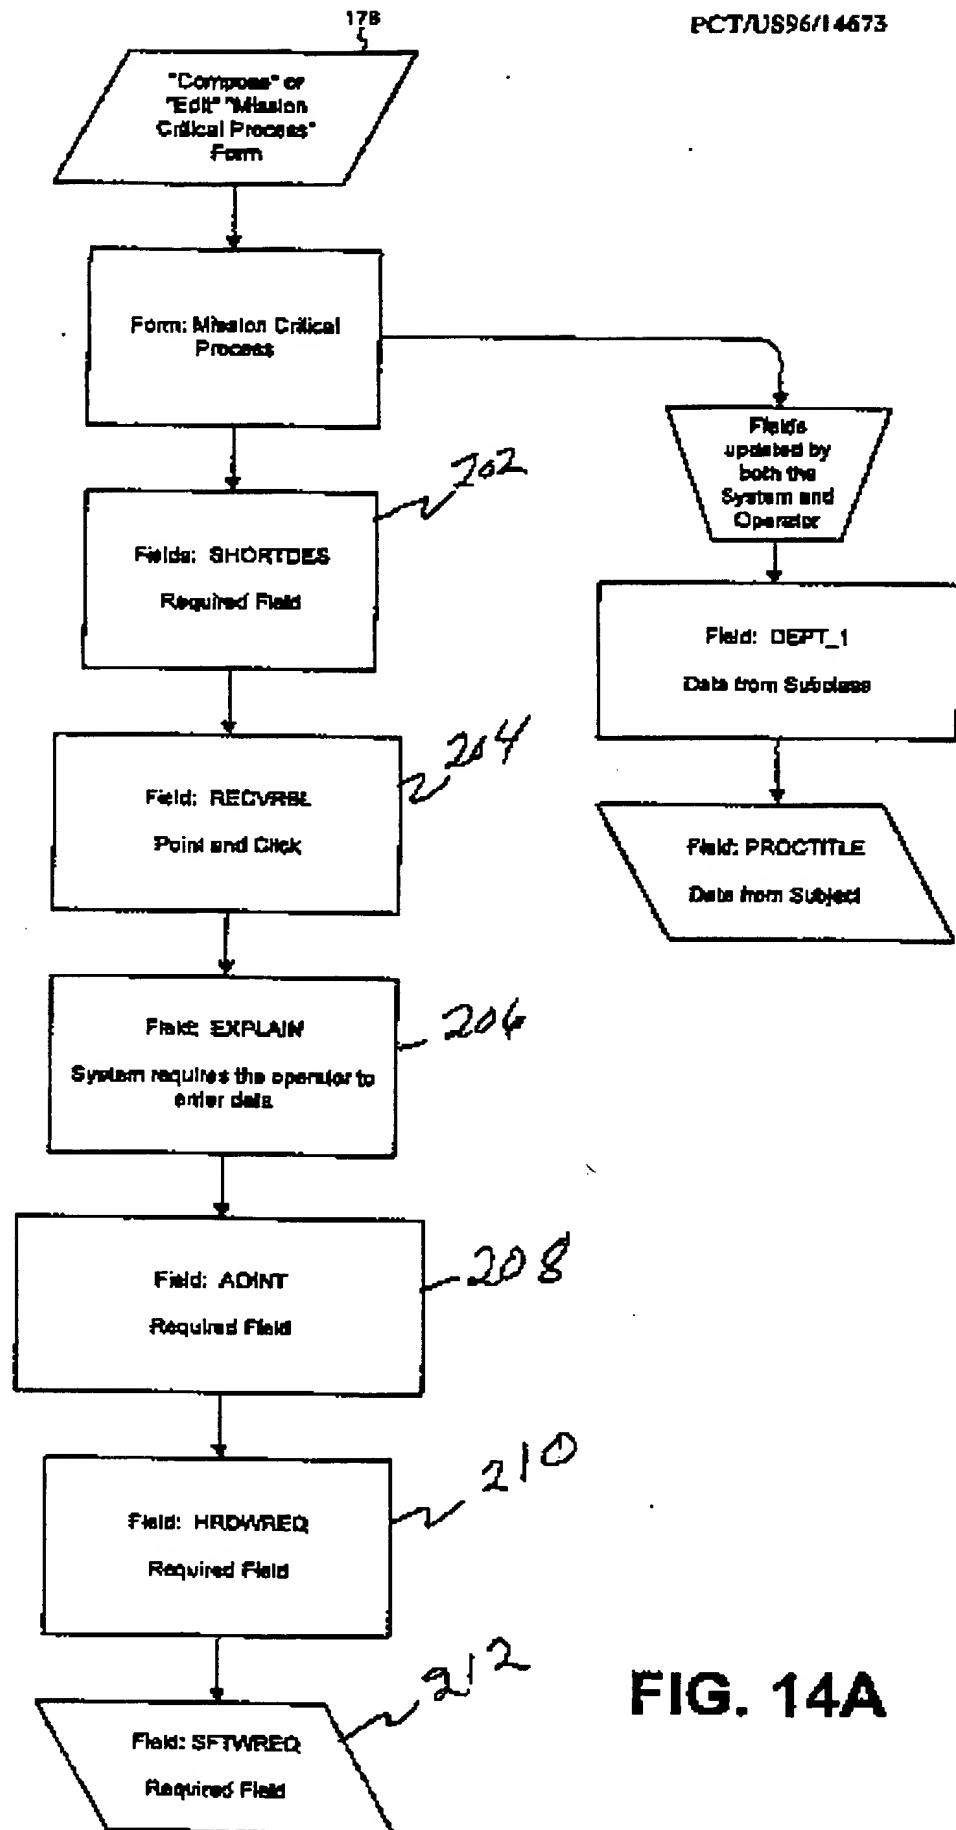 178
PCT/US96/14673
"Compose" or
"Edit" "Mission
Critical Process"
Form
Form: Mission Critical
Process
Fields
updated by
both the
System and
Operator
202
Fields: SHORTDES
Required Field
Field: DEPT_1
Data from Subclass
204
Field: RECVRBL
Point and Click
Field: PROCTITLE
Data from Subject
206
Field: EXPLAIN
System requires the operator to
enter data
208
Field: ADINT
Required Field
210
Field: HRDWREQ
Required Field
212
Field: SFTWREQ
Required Field
FIG. 14A